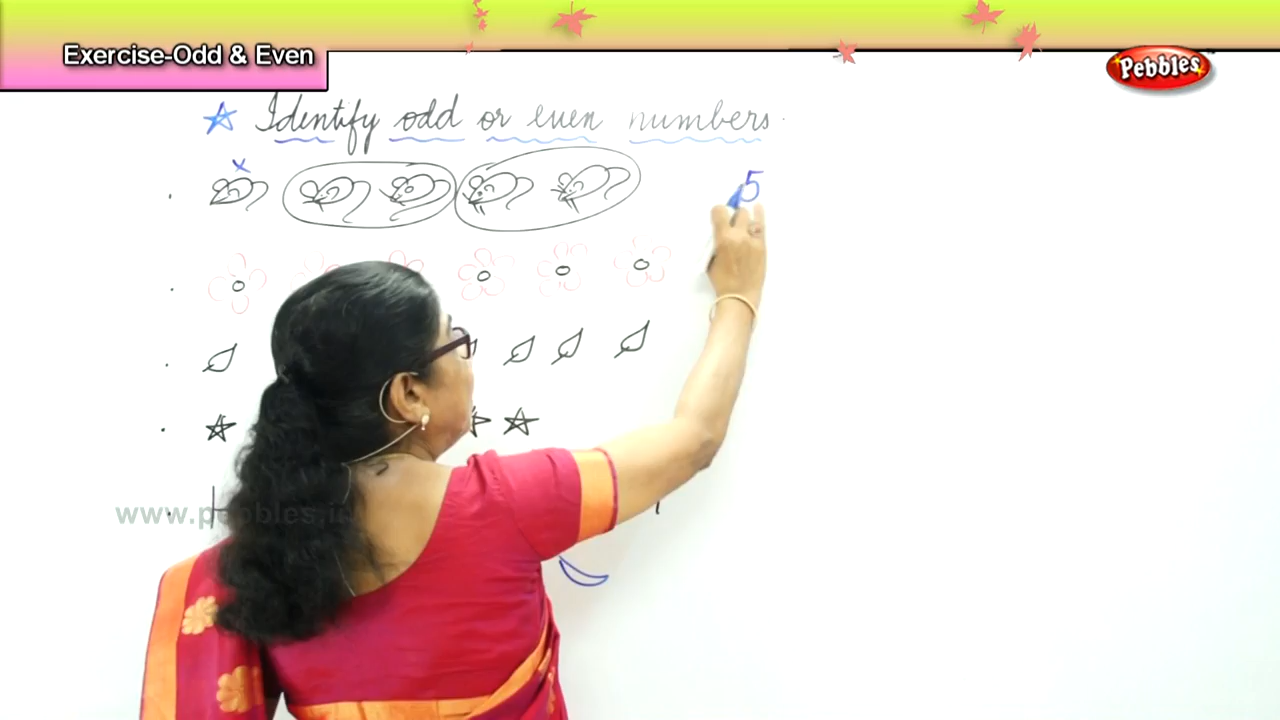 Exercise-Odd & Even
Pebbles
Identify odd or even numbers.
5
www.pebbles.in